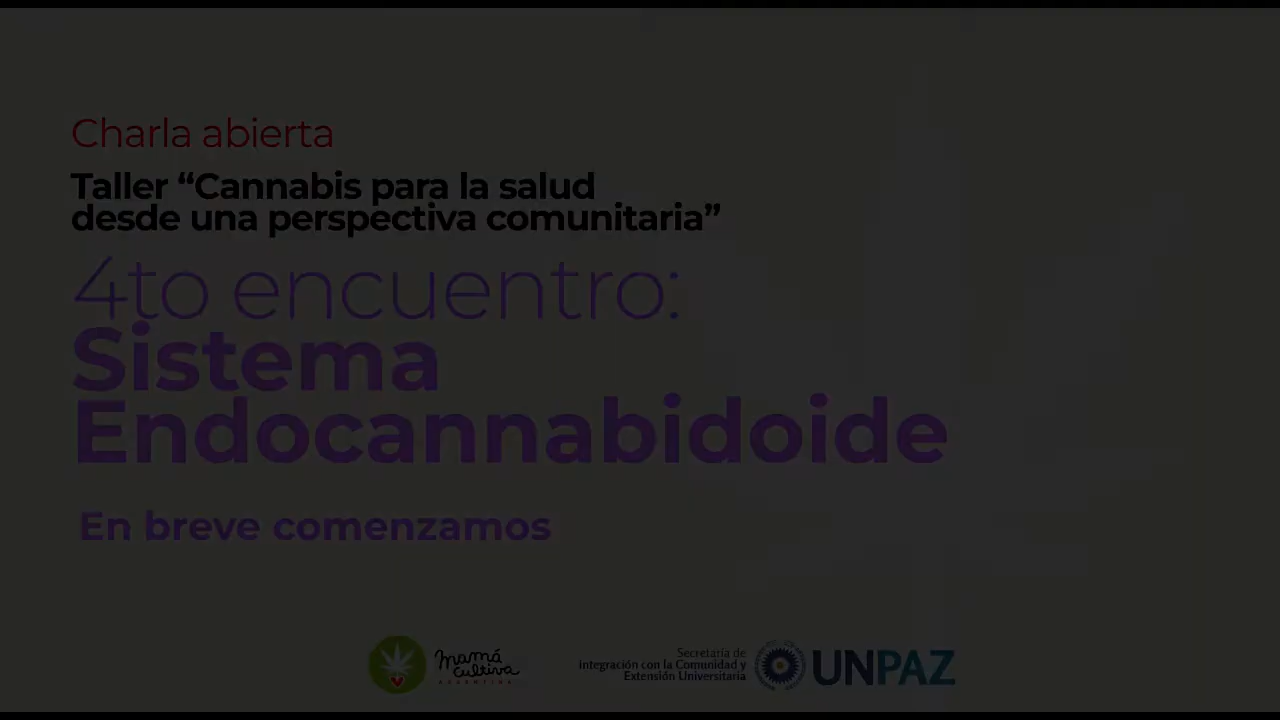 Charla abierta
Taller “Cannabis para la salud
desde una perspectiva comunitaria”
4to encuentro:
Sistema
Endocannabidoide
En breve comenzamos
mamá
cultiva
ARGENTINA
Secretaría de
integración con la Comunidad y
Extensión Universitaria
UNPAZ